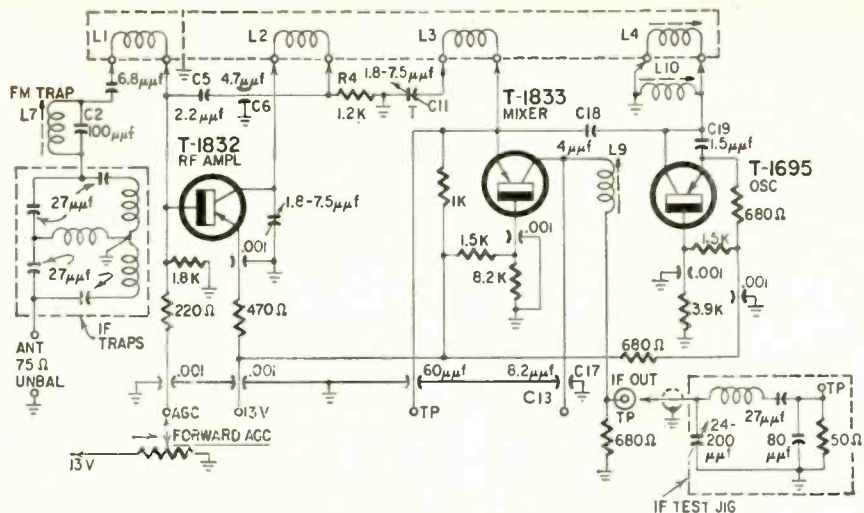 L1
L2
L3
L4
L10
6.8μμf
FM TRAP
L7
C2
100μμf
C5
2.2μμf
4.7μμf
C6
R4
1.2K
1.8-7.5μμf
T
C11
T-1832
RF AMPL
T-1833
MIXER
C18
4μμf
L9
C19
1.5μμf
T-1695
OSC
27μμf
27μμf
IF TRAPS
1.8-7.5μμf
.001
1.8K
220Ω
470Ω
1K
1.5K
.001
8.2K
680Ω
1.5K
.001
3.9K
.001
680Ω
ANT
75Ω
UNBAL
.001
.001
60μμf
8.2μμf
C17
C13
AGC
13V
TP
FORWARD AGC
13V
IF OUT
TP
680Ω
TP
27μμf
24-
200
μμf
80
μμf
50Ω
IF TEST JIG